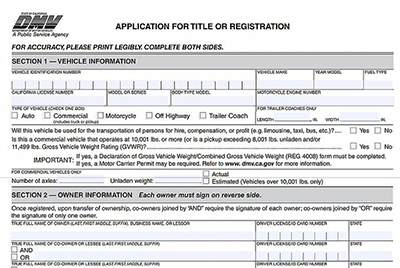 STATE OF CALIFORNIA
DMV
DEPARTMENT OF MOTOR VEHICLES
A Public Service Agency
APPLICATION FOR TITLE OR REGISTRATION
FOR ACCURACY, PLEASE PRINT LEGIBLY. COMPLETE BOTH SIDES.
SECTION 1 — VEHICLE INFORMATION
VEHICLE IDENTIFICATION NUMBER VEHICLE MAKE YEAR MODEL FUEL TYPE
CALIFORNIA LICENSE NUMBER MODEL OR SERIES BODY TYPE MODEL MOTORCYCLE ENGINE NUMBER
TYPE OF VEHICLE (CHECK ONE BOX) FOR TRAILER COACHES ONLY
Auto Commercial Motorcycle Off Highway Trailer Coach LENGTH in. WIDTH in.
(includes truck or pickup)
Will this vehicle be used for the transportation of persons for hire, compensation, or profit (e.g. limousine, taxi, bus, etc.)? .... Yes No
Is this a commercial vehicle that operates at 10,001 lbs. or more (or is a pickup exceeding 8,001 lbs. unladen and/or
11,499 lbs. Gross Vehicle Weight Rating (GVWR)? Yes No
IMPORTANT: If yes, a Declaration of Gross Vehicle Weight/Combined Gross Vehicle Weight (REG 4008) form must be completed.
If yes, a Motor Carrier Permit may be required. Refer to www.dmv.ca.gov for more information.
FOR COMMERCIAL VEHICLES ONLY Actual
Number of axles: Unladen weight: Estimated (Vehicles over 10,001 lbs. only)
SECTION 2 — OWNER INFORMATION Each owner must sign on reverse side.
Once registered, upon transfer of ownership, co-owners joined by "AND" require the signature of each owner; co-owners joined by "OR" require
the signature of only one owner.
TRUE FULL NAME OF OWNER (LAST, FIRST, MIDDLE, SUFFIX), BUSINESS NAME, OR LESSOR DRIVER LICENSE/ID CARD NUMBER STATE
TRUE FULL NAME OF CO-OWNER OR LESSEE (LAST, FIRST, MIDDLE, SUFFIX) DRIVER LICENSE/ID CARD NUMBER STATE
AND
OR
TRUE FULL NAME OF CO-OWNER OR LESSEE (LAST, FIRST, MIDDLE, SUFFIX) DRIVER LICENSE/ID CARD NUMBER STATE